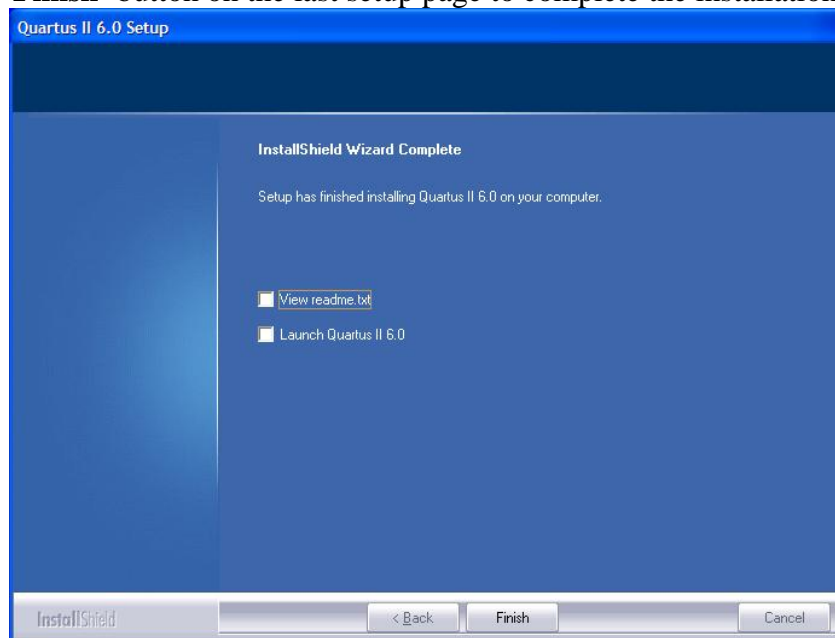 button on the last setup page to complete the installation
Quartus II 6.0 Setup
InstallShield Wizard Complete
Setup has finished installing Quartus II 6.0 on your computer.
View readme.txt
Launch Quartus II 6.0
InstallShield
< Back Finish Cancel